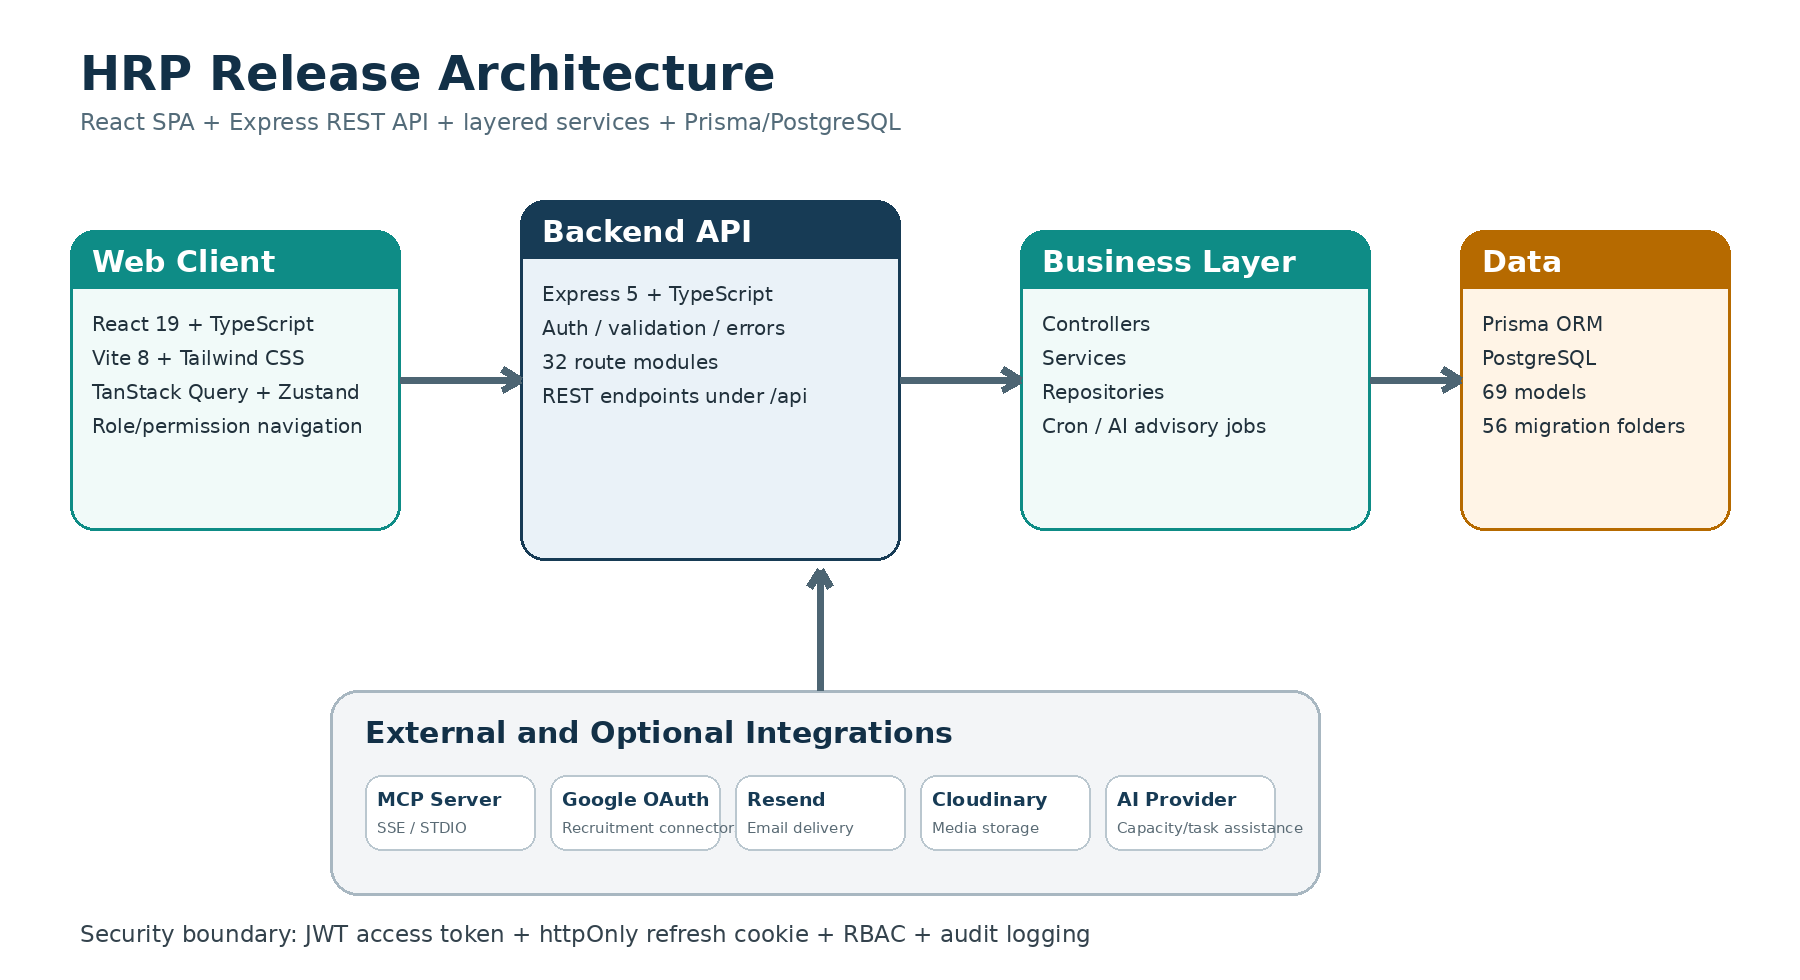 HRP Release Architecture
React SPA + Express REST API + layered services + Prisma/PostgreSQL
Web Client
React 19 + TypeScript
Vite 8 + Tailwind CSS
TanStack Query + Zustand
Role/permission navigation
Backend API
Express 5 + TypeScript
Auth / validation / errors
32 route modules
REST endpoints under /api
Business Layer
Controllers
Services
Repositories
Cron / AI advisory jobs
Data
Prisma ORM
PostgreSQL
69 models
56 migration folders
External and Optional Integrations
MCP Server
SSE / STDIO
Google OAuth
Recruitment connector
Resend
Email delivery
Cloudinary
Media storage
AI Provider
Capacity/task assistance
Security boundary: JWT access token + httpOnly refresh cookie + RBAC + audit logging